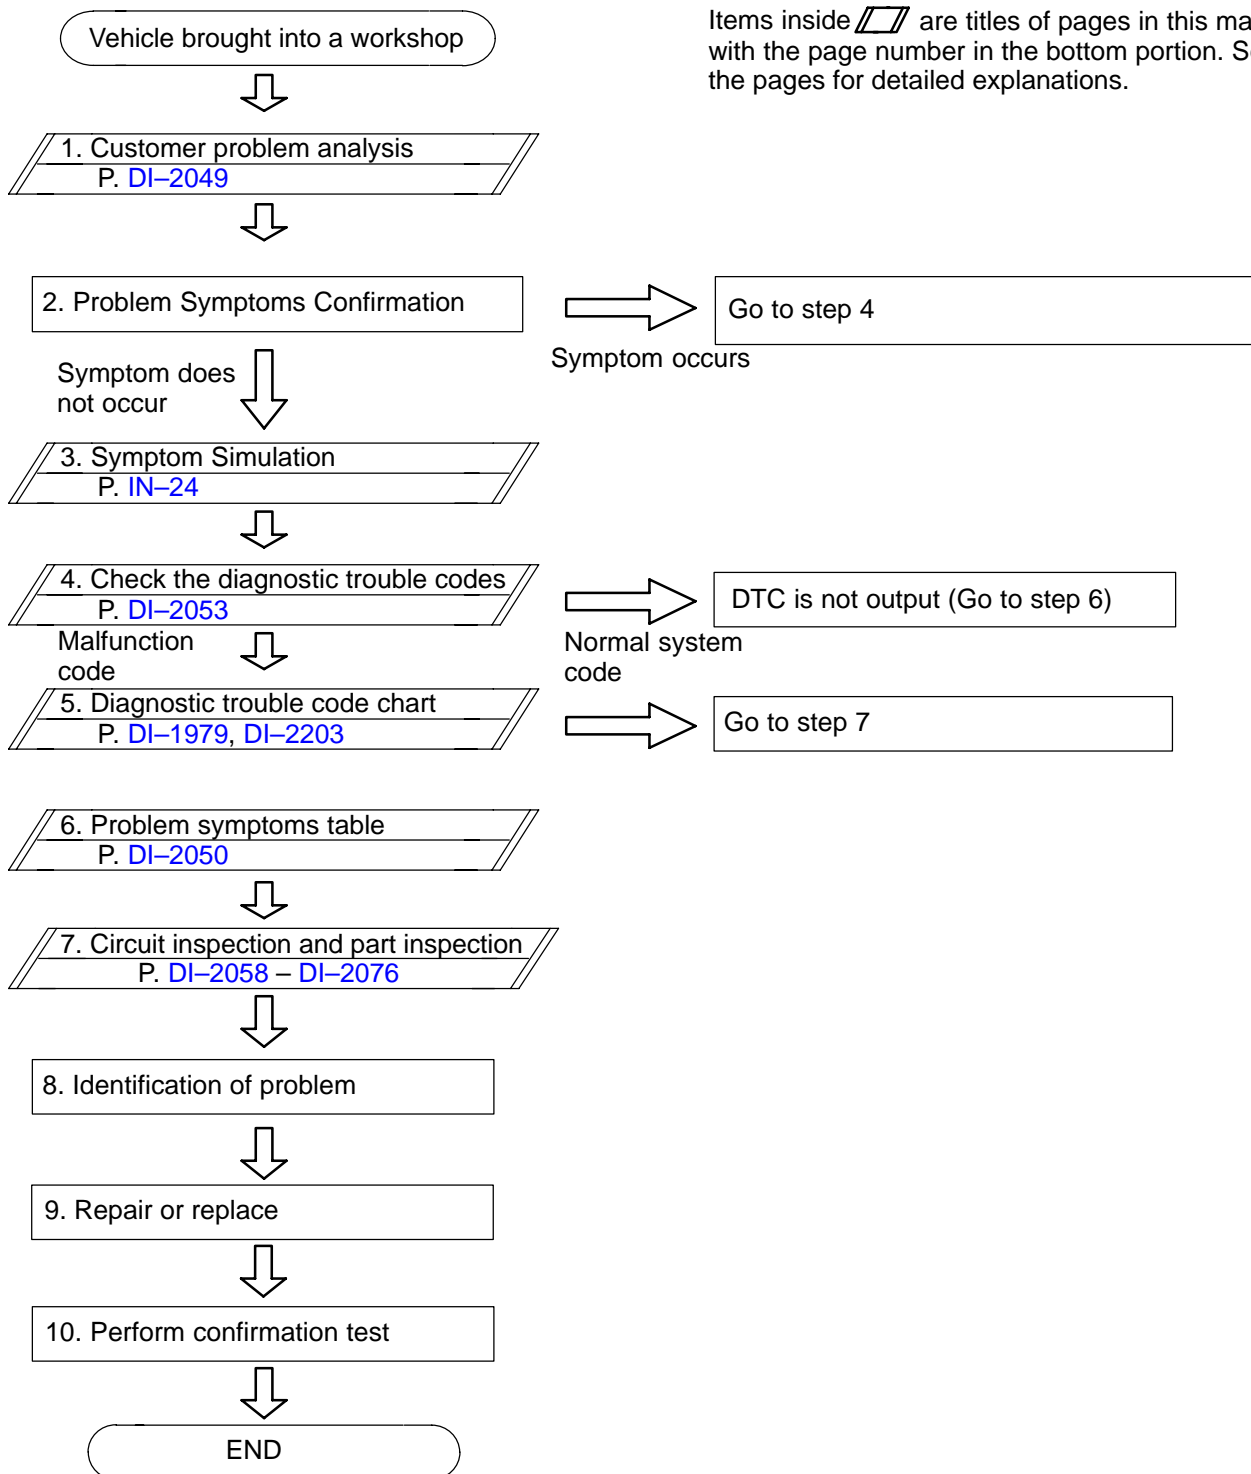 Vehicle brought into a workshop
Items inside are titles of pages in this ma
with the page number in the bottom portion. S
the pages for detailed explanations.
1. Customer problem analysis
P. DI–2049
2. Problem Symptoms Confirmation
Go to step 4
Symptom occurs
Symptom does
not occur
3. Symptom Simulation
P. IN–24
4. Check the diagnostic trouble codes
P. DI–2053
DTC is not output (Go to step 6)
Malfunction
code
Normal system
code
5. Diagnostic trouble code chart
P. DI–1979, DI–2203
Go to step 7
6. Problem symptoms table
P. DI–2050
7. Circuit inspection and part inspection
P. DI–2058 – DI–2076
8. Identification of problem
9. Repair or replace
10. Perform confirmation test
END